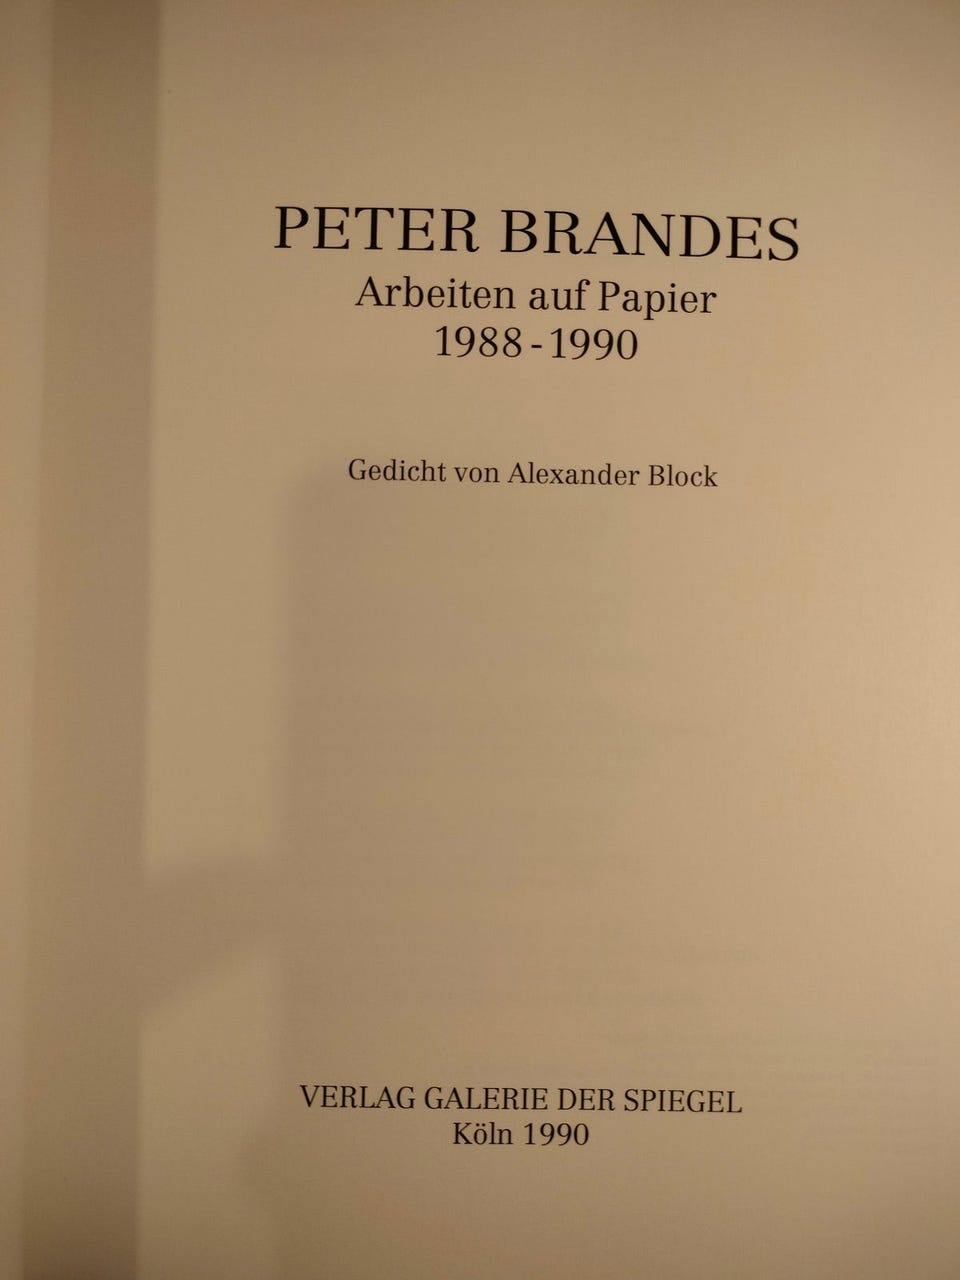 PETER BRANDES
Arbeiten auf Papier
1988-1990
Gedicht von Alexander Block
VERLAG GALERIE DER SPIEGEL
Köln 1990